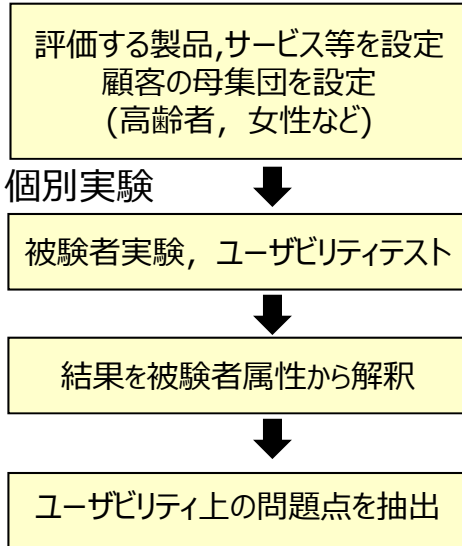 評価する製品,サービス等を設定
顧客の母集団を設定
(高齢者，女性など)
個別実験
被験者実験，ユーザビリティテスト
結果を被験者属性から解釈
ユーザビリティ上の問題点を抽出